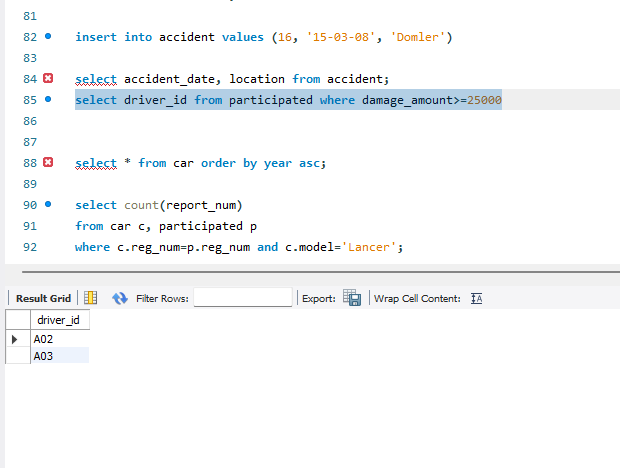 81
82 insert into accident values (16, '15-03-08', 'Domler')
83
84 select accident_date, location from accident;
85 select driver_id from participated where damage_amount>=25000
86
87
88 select * from car order by year asc;
89
90 select count(report_num)
91 from car c, participated p
92 where c.reg_num=p.reg_num and c.model='Lancer';
Result Grid Filter Rows: Export: Wrap Cell Content: IA
driver_id
A02
A03